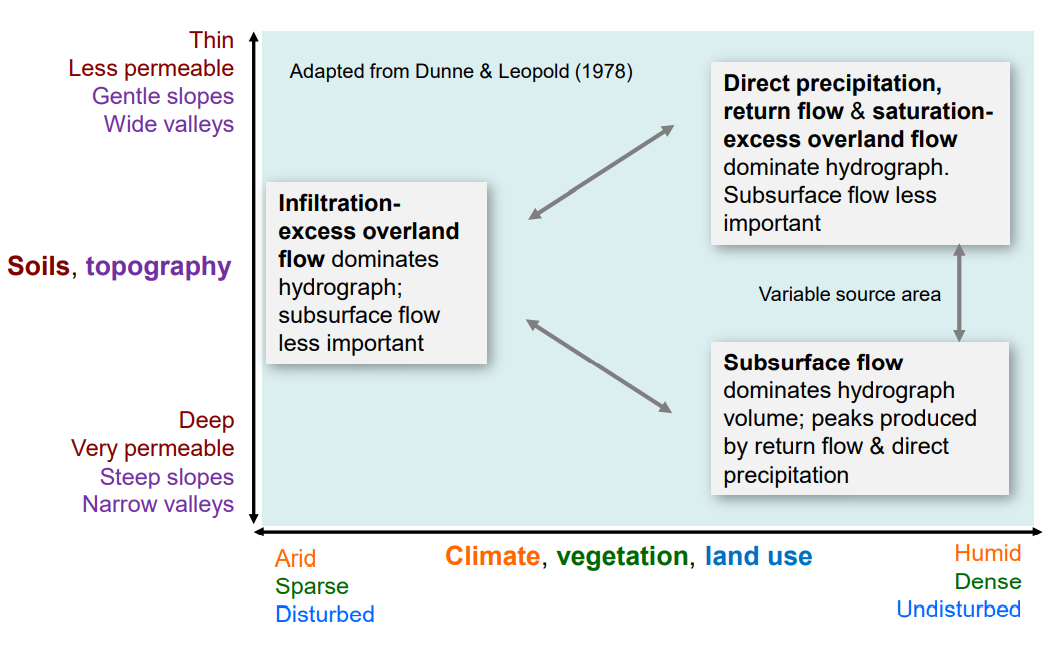 Thin
Less permeable
Gentle slopes
Wide valleys
Adapted from Dunne & Leopold (1978)
Direct precipitation,
return flow & saturation-
excess overland flow
dominate hydrograph.
Subsurface flow less
important
Infiltration-
excess overland
flow dominates
hydrograph;
subsurface flow
less important
Soils, topography
Variable source area
Subsurface flow
dominates hydrograph
volume; peaks produced
by return flow & direct
precipitation
Deep
Very permeable
Steep slopes
Narrow valleys
Arid
Sparse
Disturbed
Climate, vegetation, land use
Humid
Dense
Undisturbed